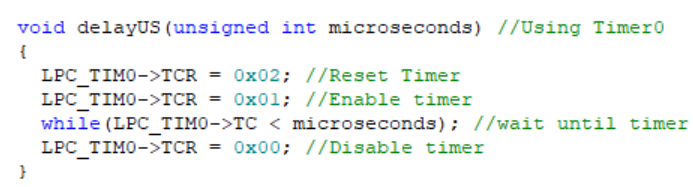 void delayUS(unsigned int microseconds) //Using Timer0
{
LPC_TIM0->TCR = 0x02; //Reset Timer
LPC_TIM0->TCR = 0x01; //Enable timer
while(LPC_TIM0->TC < microseconds); //wait until timer
LPC_TIM0->TCR = 0x00; //Disable timer
}